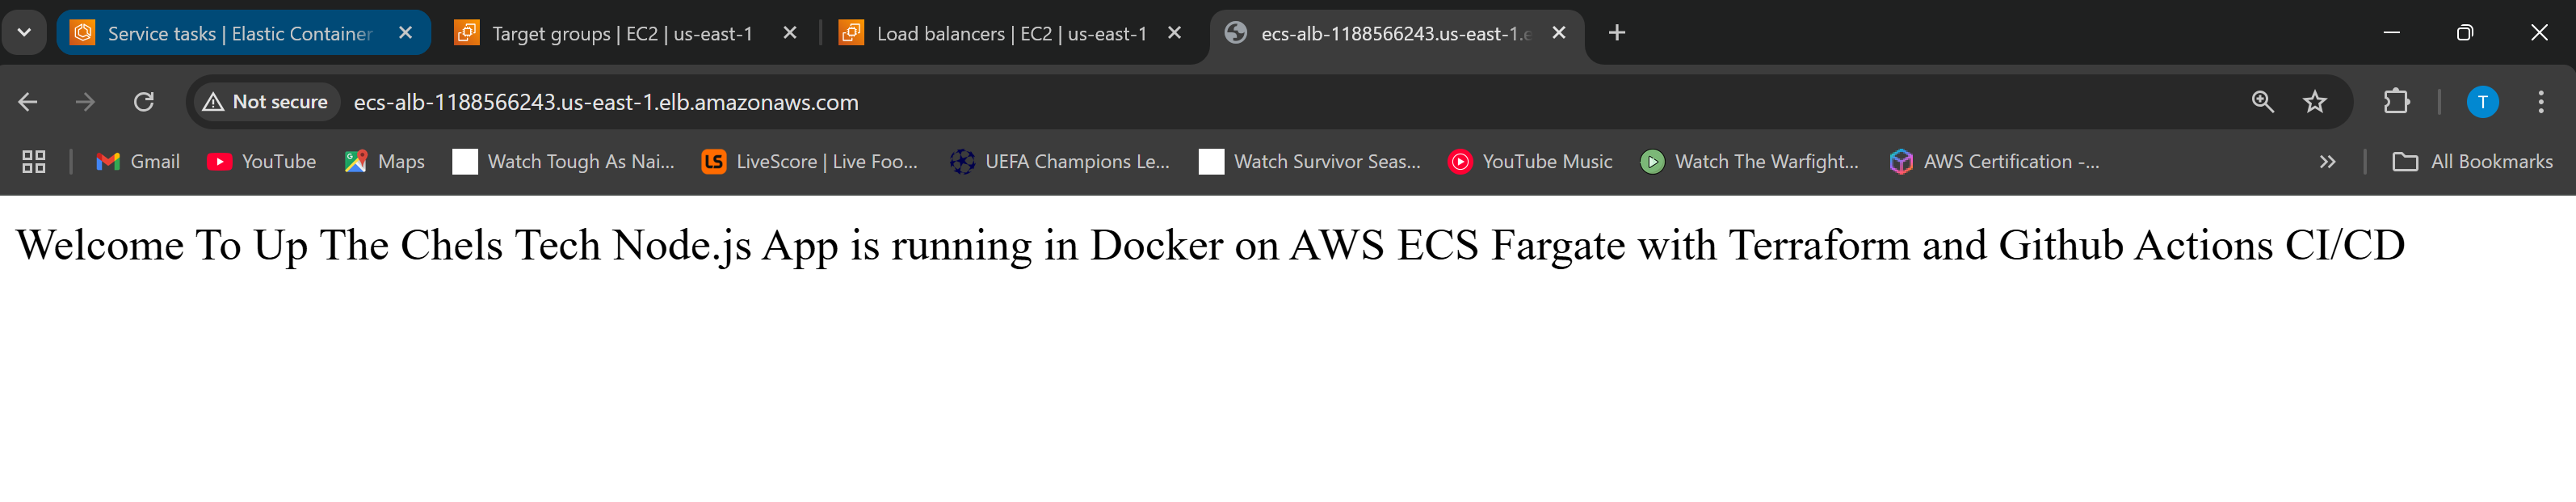 Service tasks | Elastic Container
Target groups | EC2 | us-east-1
Load balancers | EC2 | us-east-1
ecs-alb-1188566243.us-east-1.e
Not secure
ecs-alb-1188566243.us-east-1.elb.amazonaws.com
T
Gmail
YouTube
Maps
Watch Tough As Nai...
LS
LiveScore | Live Foo...
UEFA Champions Le...
Watch Survivor Seas...
YouTube Music
Watch The Warfight...
AWS Certification -...
All Bookmarks
Welcome To Up The Chels Tech Node.js App is running in Docker on AWS ECS Fargate with Terraform and Github Actions CI/CD